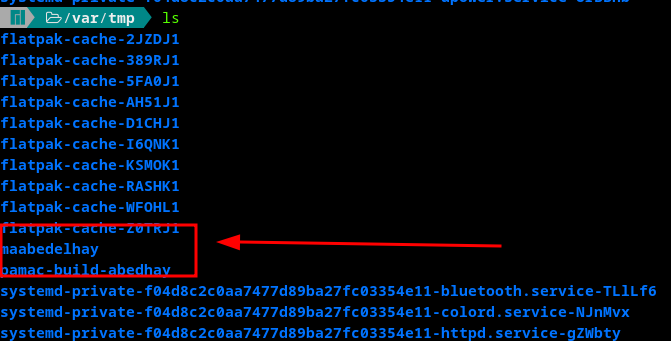 /var/tmp ls
flatpak-cache-2JZDJ1
flatpak-cache-389RJ1
flatpak-cache-5FA0J1
flatpak-cache-AH51J1
flatpak-cache-D1CHJ1
flatpak-cache-I6QNK1
flatpak-cache-KSMOK1
flatpak-cache-RASHK1
flatpak-cache-WFOHL1
flatpak-cache-Z0TRJ1
maabedelhay
pamac-build-abedhay
systemd-private-f04d8c2c0aa7477d89ba27fc03354e11-bluetooth.service-TLlLf6
systemd-private-f04d8c2c0aa7477d89ba27fc03354e11-colord.service-NJnMvx
systemd-private-f04d8c2c0aa7477d89ba27fc03354e11-httpd.service-gZWbty